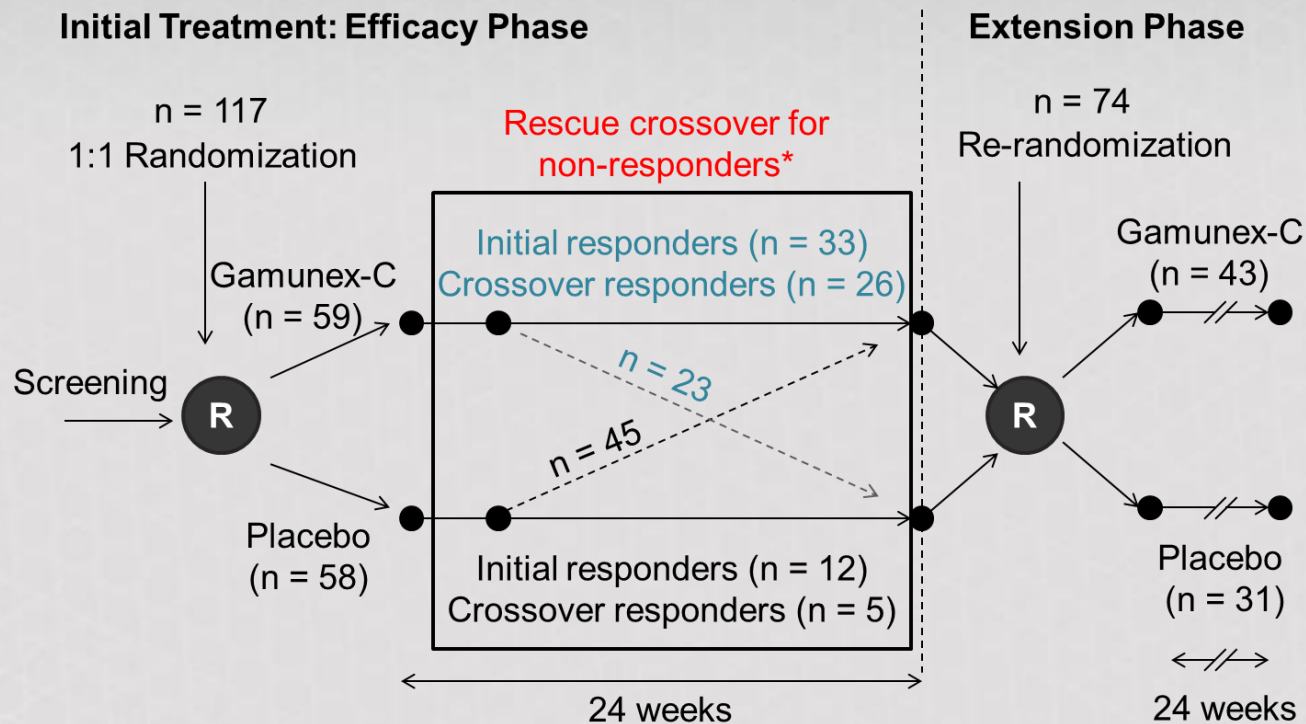 Initial Treatment: Efficacy Phase
Extension Phase
n = 117
1:1 Randomization
Rescue crossover for
non-responders*
n = 74
Re-randomization
Gamunex-C
(n = 59)
Initial responders (n = 33)
Crossover responders (n = 26)
Gamunex-C
(n = 43)
Screening
R
n = 23
n = 45
R
Placebo
(n = 58)
Initial responders (n = 12)
Crossover responders (n = 5)
Placebo
(n = 31)
24 weeks
24 weeks